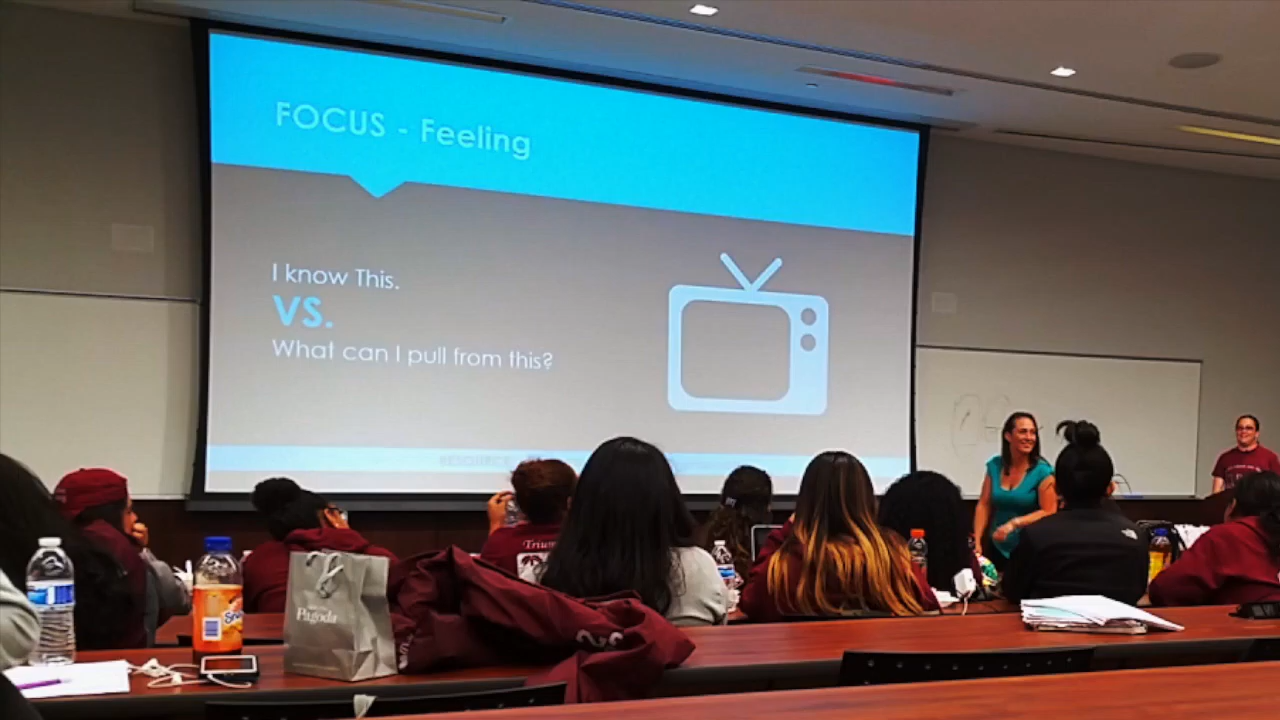 FOCUS - Feeling
I know This.
VS.
What can I pull from this?
Pagoda